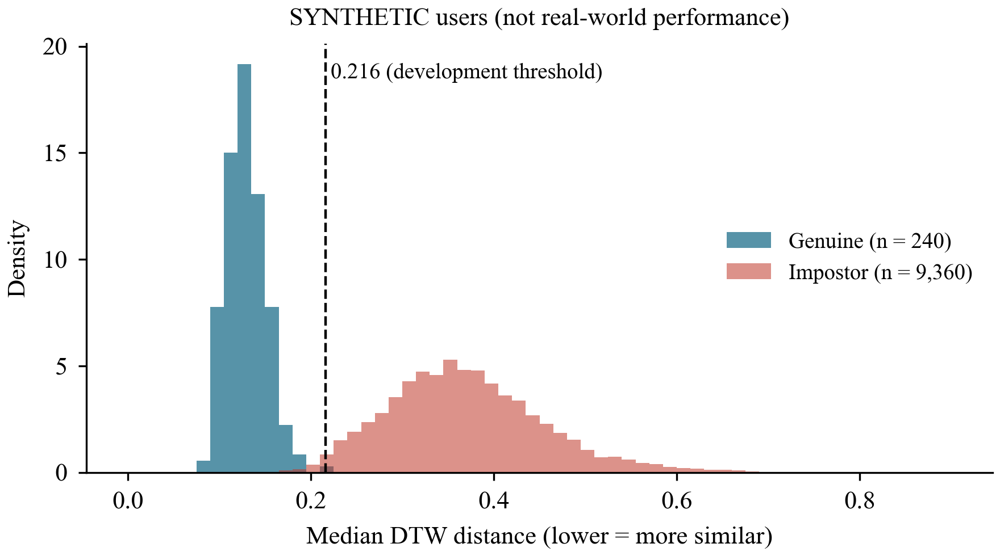 SYNTHETIC users (not real-world performance)
20
0.216 (development threshold)
15
Density
10
Genuine (n = 240)
Impostor (n = 9,360)
5
0
0.0 0.2 0.4 0.6 0.8
Median DTW distance (lower = more similar)